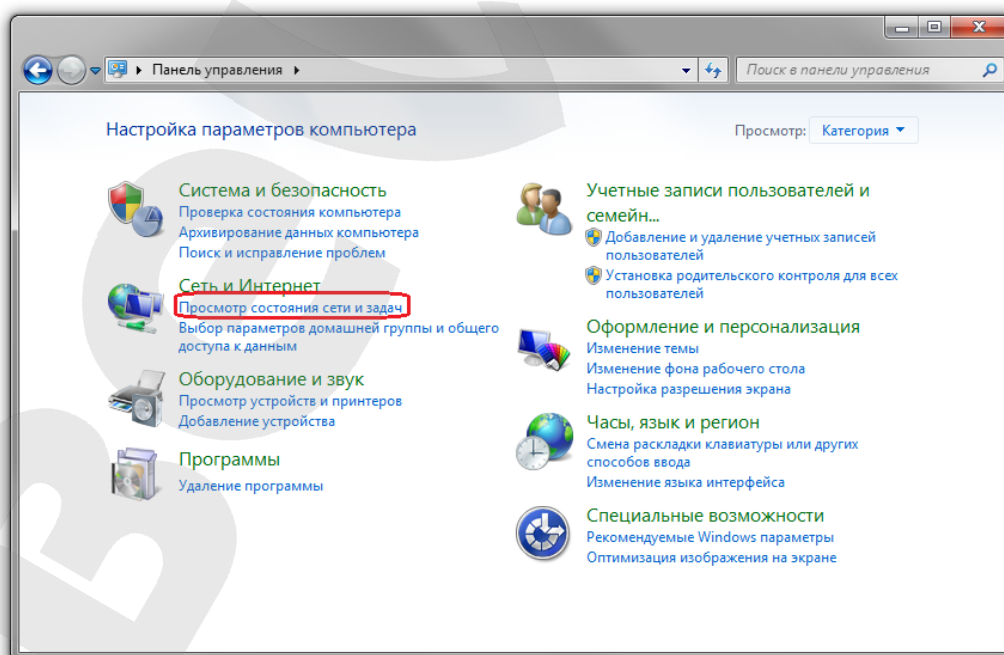 Панель управления
Поиск в панели управления
Настройка параметров компьютера
Просмотр: Категория
Система и безопасность
Проверка состояния компьютера
Архивирование данных компьютера
Поиск и исправление проблем
Сеть и Интернет
Просмотр состояния сети и задач
Выбор параметров домашней группы и общего
доступа к данным
Оборудование и звук
Просмотр устройств и принтеров
Добавление устройства
Программы
Удаление программы
Учетные записи пользователей и
семейн...
Добавление и удаление учетных записей
пользователей
Установка родительского контроля для всех
пользователей
Оформление и персонализация
Изменение темы
Изменение фона рабочего стола
Настройка разрешения экрана
Часы, язык и регион
Смена раскладки клавиатуры или других
способов ввода
Изменение языка интерфейса
Специальные возможности
Рекомендуемые Windows параметры
Оптимизация изображения на экране